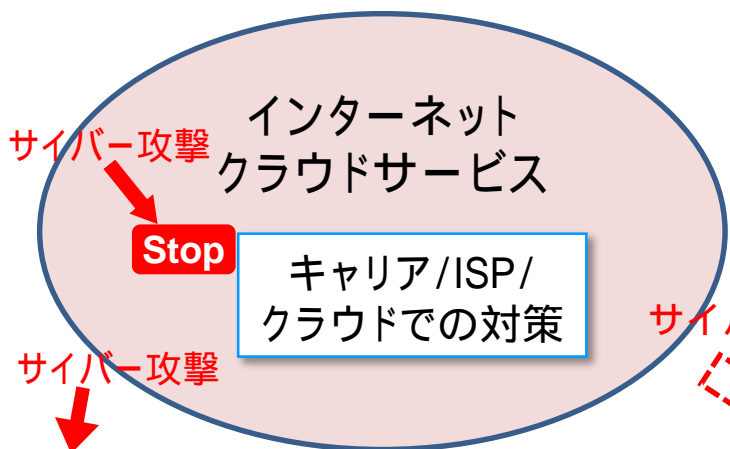 インターネット
クラウドサービス
サイバー攻撃
Stop
キャリア/ISP/
クラウドでの対策
サイバー攻撃
サイ